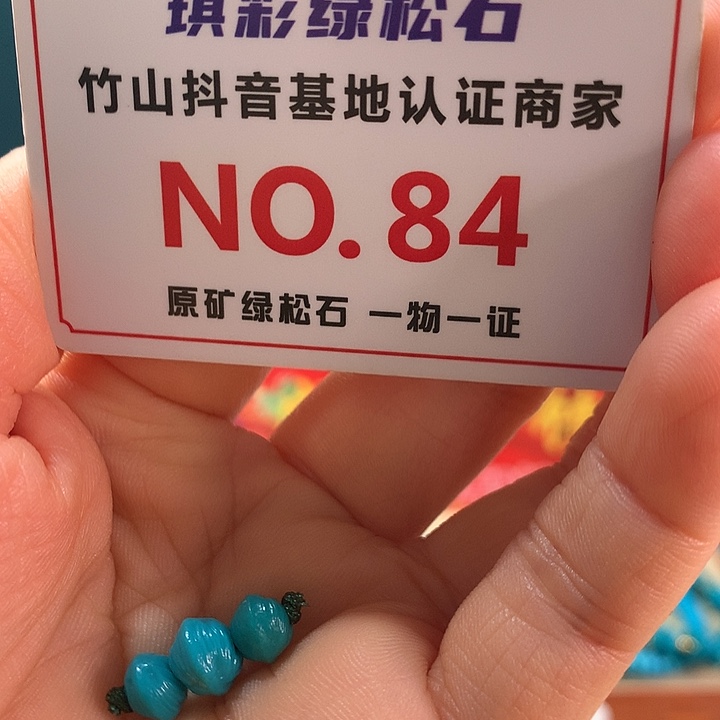 琪彩绿松石
竹山抖音基地认证商家
NO.84
原矿绿松石 一物一证